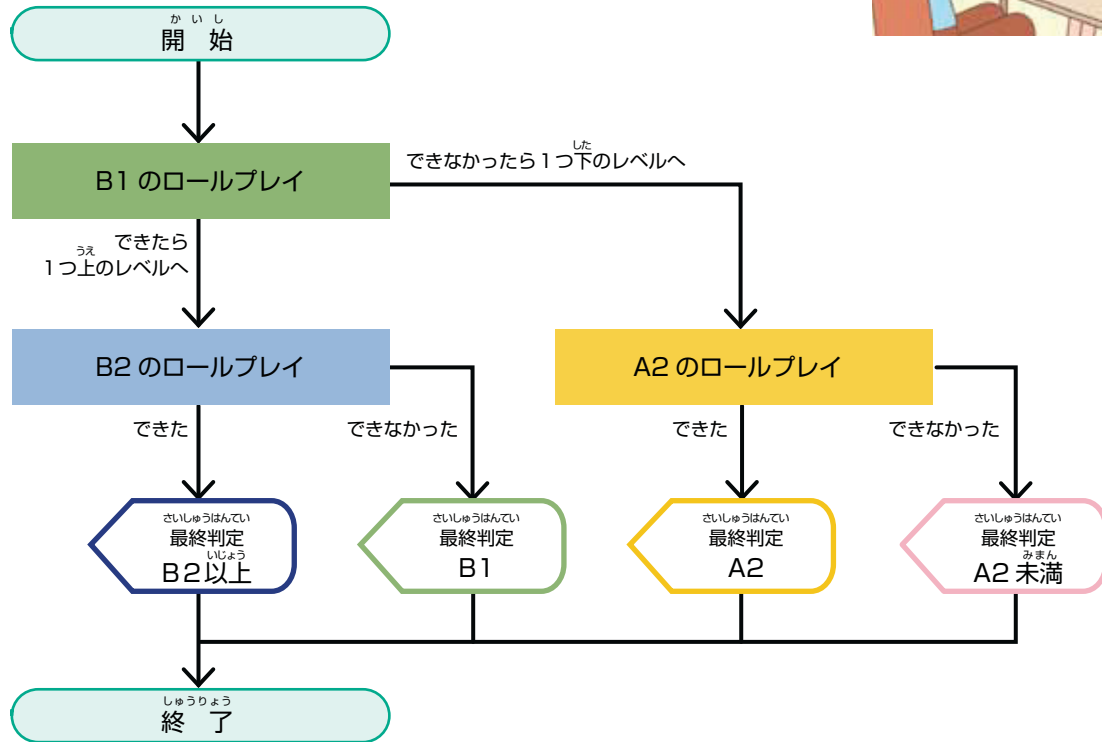 かいし
開 始
B1 のロールプレイ
した
できなかったら1つ下のレベルへ
できたら
うえ
1つ上のレベルへ
B2 のロールプレイ
A2 のロールプレイ
できた
できなかった
できた
できなかった
さいしゅうはんてい
最終判定
いじょう
B2以上
さいしゅうはんてい
最終判定
B1
さいしゅうはんてい
最終判定
A2
さいしゅうはんてい
最終判定
みまん
A2 未満
しゅうりょう
終 了